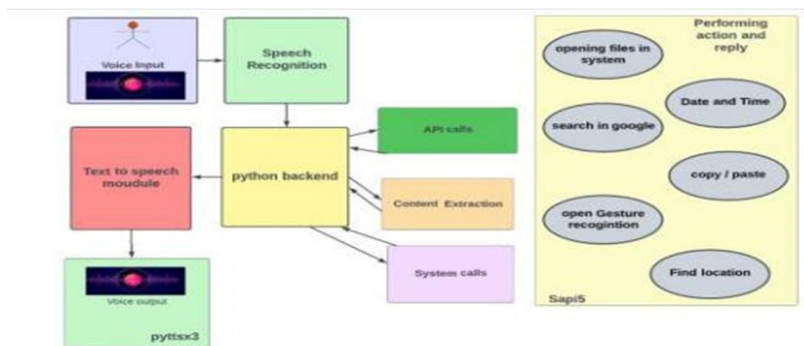 Voice Input
Speech
Recognition
API calls
Text to speech
moudule
python backend
Content Extraction
System calls
Voice output
pyttsx3
Performing
action and
reply
opening files in
system
Date and Time
search in google
copy / paste
open Gesture
recogintion
Find location
Sapi5